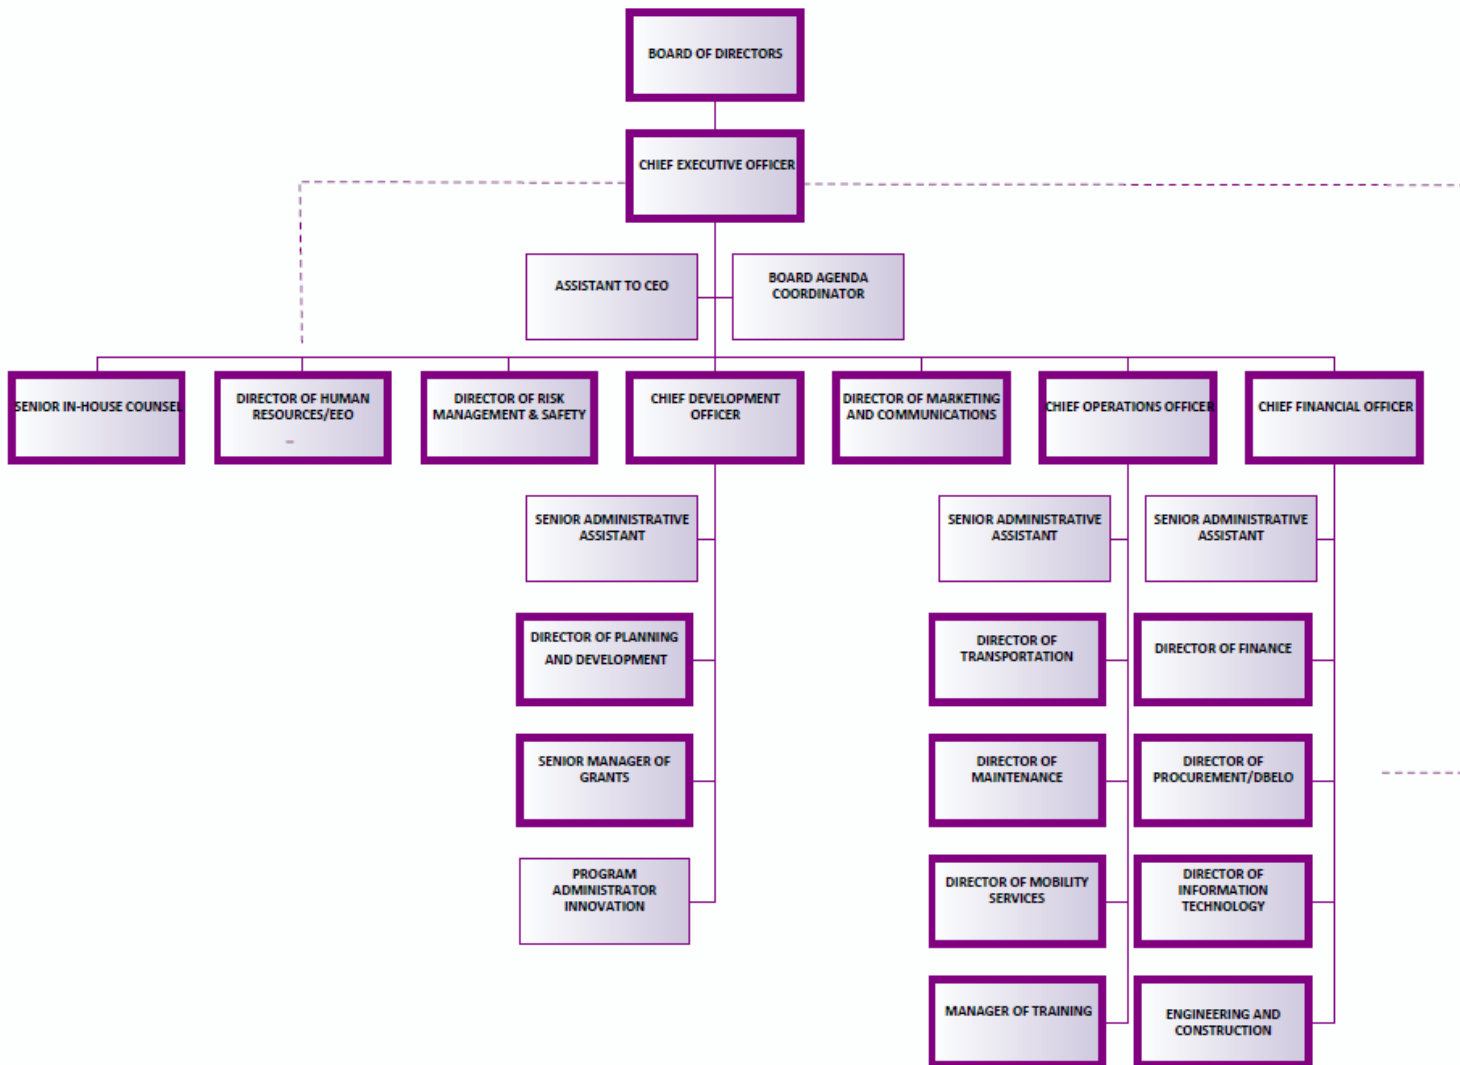 BOARD OF DIRECTORS
CHIEF EXECUTIVE OFFICER
ASSISTANT TO CEO
BOARD AGENDA
COORDINATOR
SENIOR IN-HOUSE COUNSEL
DIRECTOR OF HUMAN
RESOURCES/EEO
DIRECTOR OF RISK
MANAGEMENT & SAFETY
CHIEF DEVELOPMENT
OFFICER
DIRECTOR OF MARKETING
AND COMMUNICATIONS
CHIEF OPERATIONS OFFICER
CHIEF FINANCIAL OFFICER
SENIOR ADMINISTRATIVE
ASSISTANT
SENIOR ADMINISTRATIVE
ASSISTANT
SENIOR ADMINISTRATIVE
ASSISTANT
DIRECTOR OF PLANNING
AND DEVELOPMENT
DIRECTOR OF
TRANSPORTATION
DIRECTOR OF FINANCE
SENIOR MANAGER OF
GRANTS
DIRECTOR OF
MAINTENANCE
DIRECTOR OF
PROCUREMENT/DBELO
PROGRAM
ADMINISTRATOR
INNOVATION
DIRECTOR OF MOBILITY
SERVICES
DIRECTOR OF
INFORMATION
TECHNOLOGY
MANAGER OF TRAINING
ENGINEERING AND
CONSTRUCTION